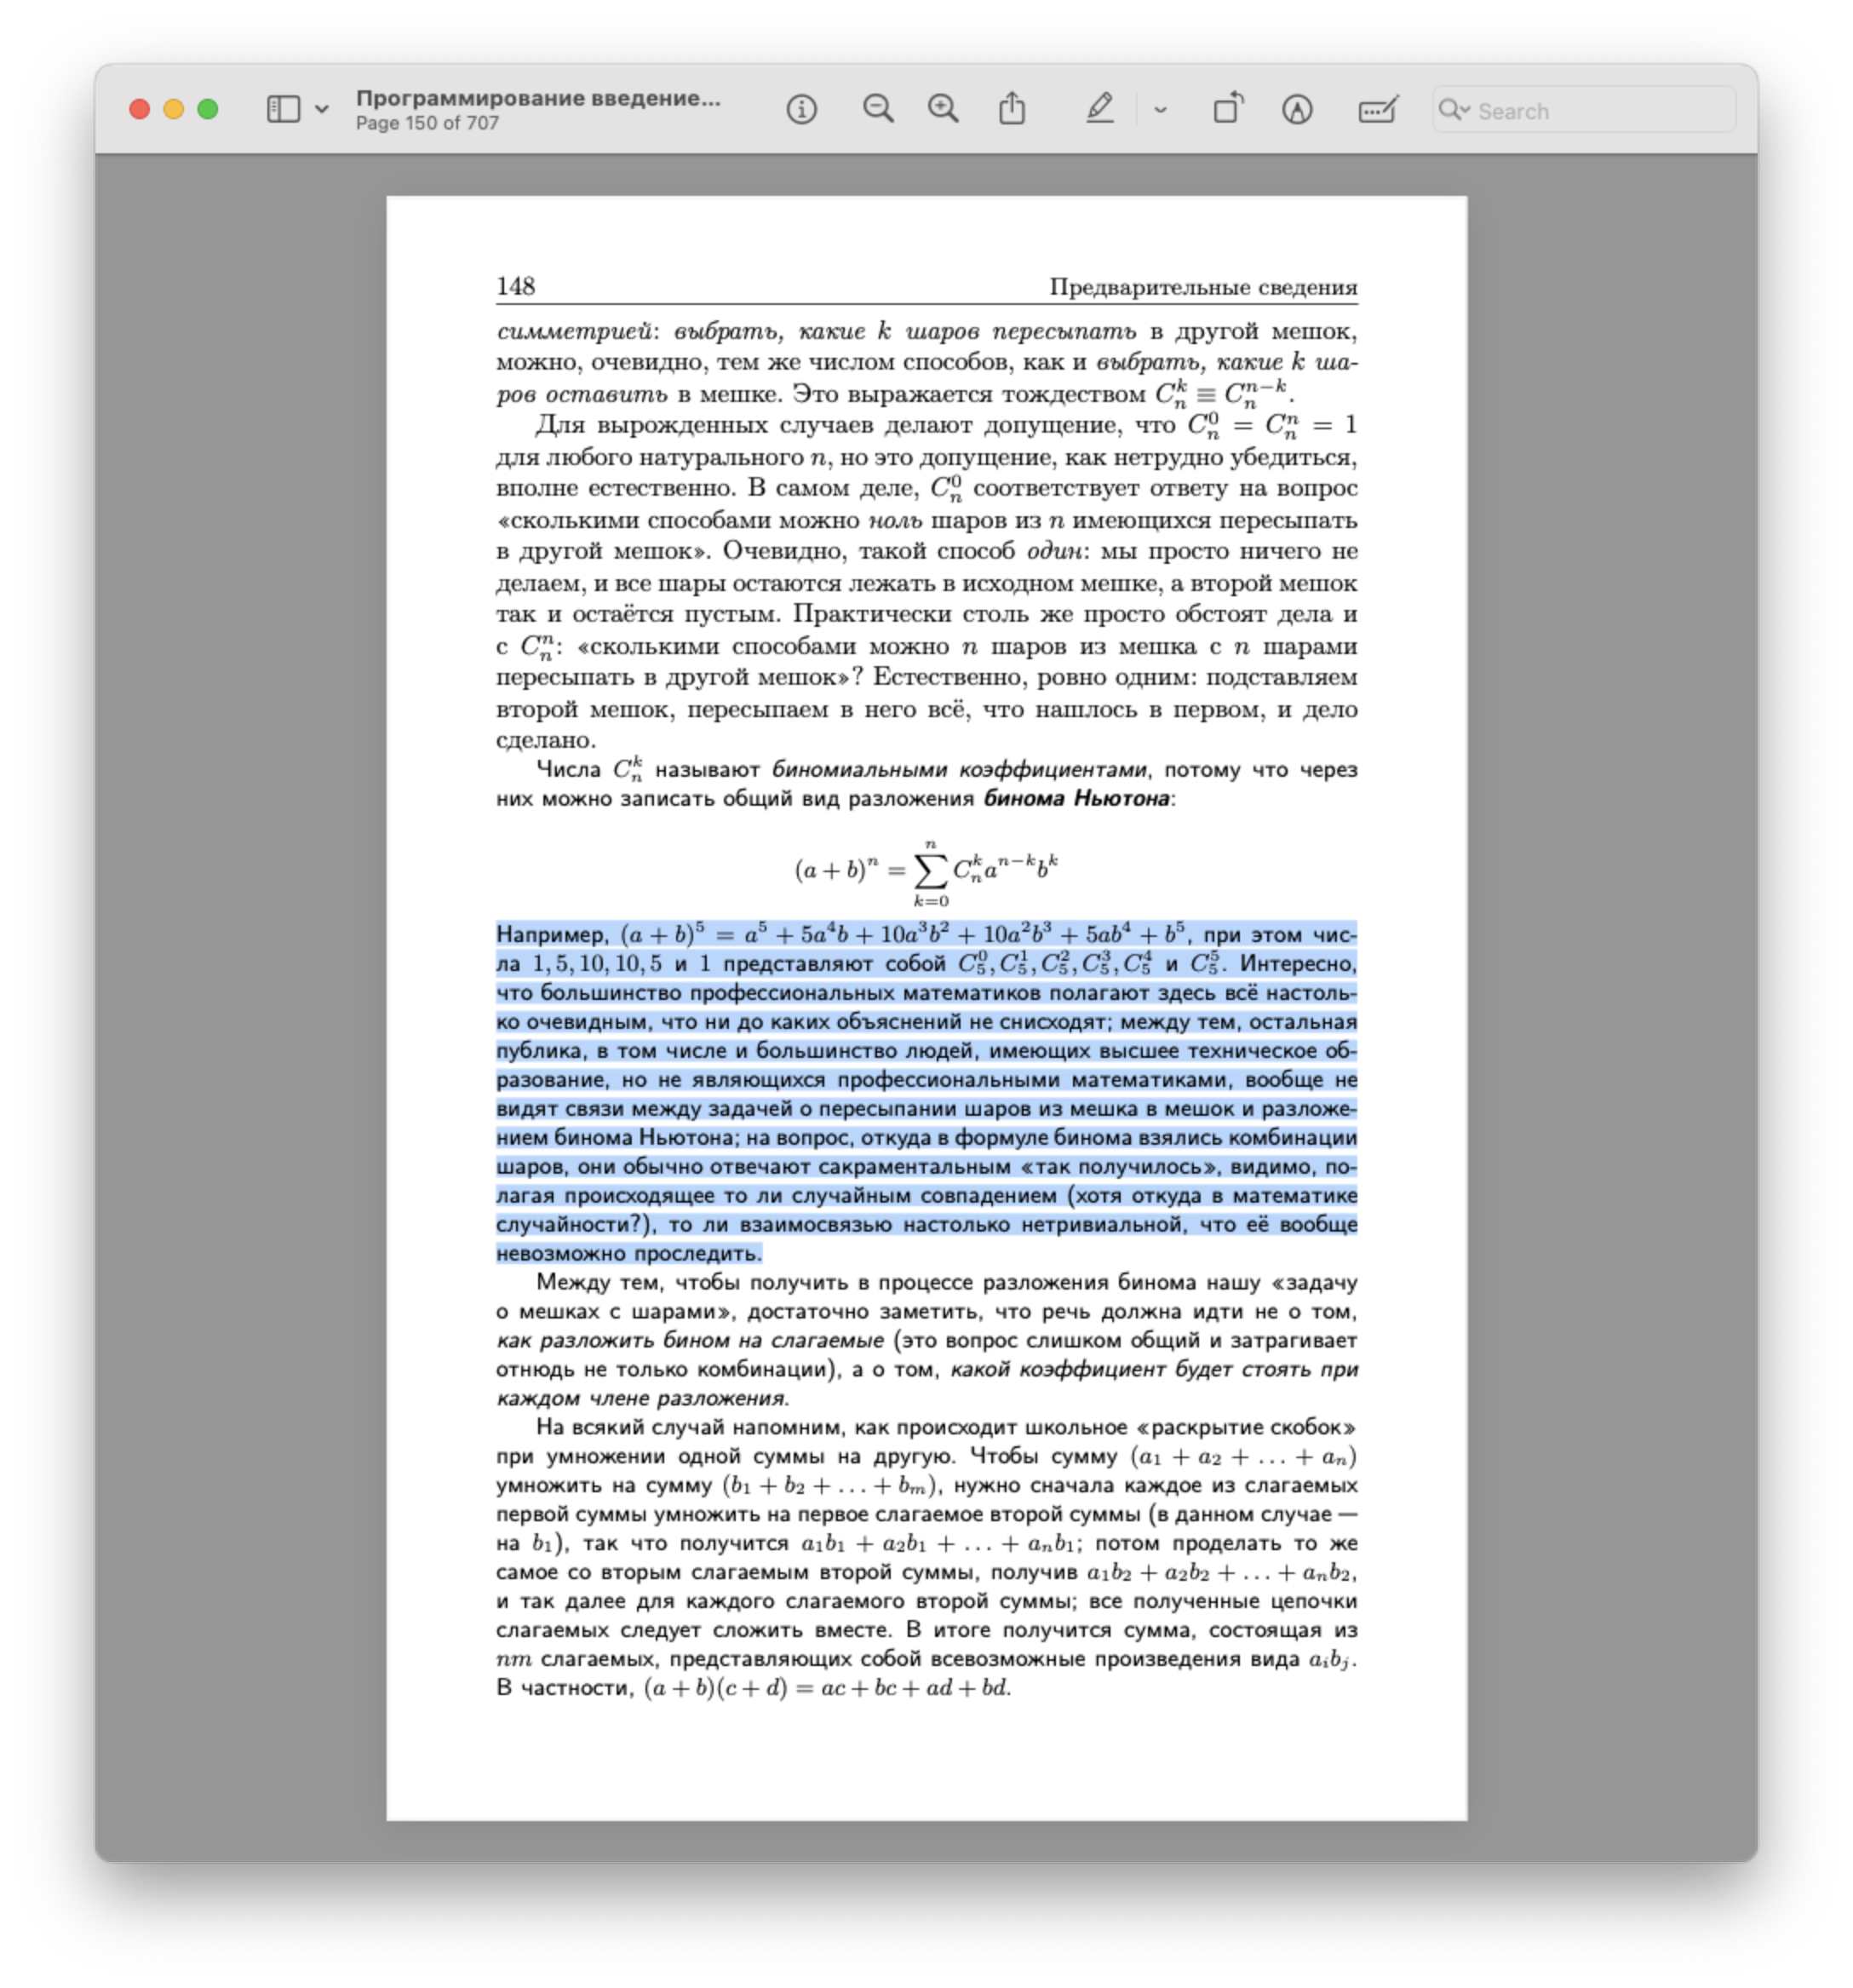 Программирование введение...
Page 150 of 707
Search
148 Предварительные сведения
симметрией: выбрать, какие k шаров пересыпать в другой мешок,
можно, очевидно, тем же числом способов, как и выбрать, какие k ша-
ров оставить в мешке. Это выражается тождеством $C_n^k \equiv C_n^{n-k}$.
Для вырожденных случаев делают допущение, что $C_n^0 = C_n^n = 1$
для любого натурального n, но это допущение, как нетрудно убедиться,
вполне естественно. В самом деле, $C_n^0$ соответствует ответу на вопрос
«сколькими способами можно ноль шаров из n имеющихся пересыпать
в другой мешок». Очевидно, такой способ один: мы просто ничего не
делаем, и все шары остаются лежать в исходном мешке, а второй мешок
так и остаётся пустым. Практически столь же просто обстоят дела и
с $C_n^n$: «сколькими способами можно n шаров из мешка с n шарами
пересыпать в другой мешок»? Естественно, ровно одним: подставляем
второй мешок, пересыпаем в него всё, что нашлось в первом, и дело
сделано.
Числа $C_n^k$ называют биномиальными коэффициентами, потому что через
них можно записать общий вид разложения бинома Ньютона:
$(a + b)^n = \sum_{k=0}^{n} C_n^k a^{n-k} b^k$
Например, $(a + b)^5 = a^5 + 5a^4b + 10a^3b^2 + 10a^2b^3 + 5ab^4 + b^5$, при этом чис-
ла 1, 5, 10, 10, 5 и 1 представляют собой $C_5^0, C_5^1, C_5^2, C_5^3, C_5^4$ и $C_5^5$. Интересно,
что большинство профессиональных математиков полагают здесь всё настоль-
ко очевидным, что ни до каких объяснений не снисходят; между тем, остальная
публика, в том числе и большинство людей, имеющих высшее техническое об-
разование, но не являющихся профессиональными математиками, вообще не
видят связи между задачей о пересыпании шаров из мешка в мешок и разложе-
нием бинома Ньютона; на вопрос, откуда в формуле бинома взялись комбинации
шаров, они обычно отвечают сакраментальным «так получилось», видимо, по-
лагая происходящее то ли случайным совпадением (хотя откуда в математике
случайности?), то ли взаимосвязью настолько нетривиальной, что её вообще
невозможно проследить.
Между тем, чтобы получить в процессе разложения бинома нашу «задачу
о мешках с шарами», достаточно заметить, что речь должна идти не о том,
как разложить бином на слагаемые (это вопрос слишком общий и затрагивает
отнюдь не только комбинации), а о том, какой коэффициент будет стоять при
каждом члене разложения.
На всякий случай напомним, как происходит школьное «раскрытие скобок»
при умножении одной суммы на другую. Чтобы сумму $(a_1 + a_2 + \ldots + a_n)$
умножить на сумму $(b_1 + b_2 + \ldots + b_m)$, нужно сначала каждое из слагаемых
первой суммы умножить на первое слагаемое второй суммы (в данном случае —
на $b_1$), так что получится $a_1b_1 + a_2b_1 + \ldots + a_nb_1$; потом проделать то же
самое со вторым слагаемым второй суммы, получив $a_1b_2 + a_2b_2 + \ldots + a_nb_2$,
и так далее для каждого слагаемого второй суммы; все полученные цепочки
слагаемых следует сложить вместе. В итоге получится сумма, состоящая из
nm слагаемых, представляющих собой всевозможные произведения вида $a_ib_j$.
В частности, $(a + b)(c + d) = ac + bc + ad + bd$.